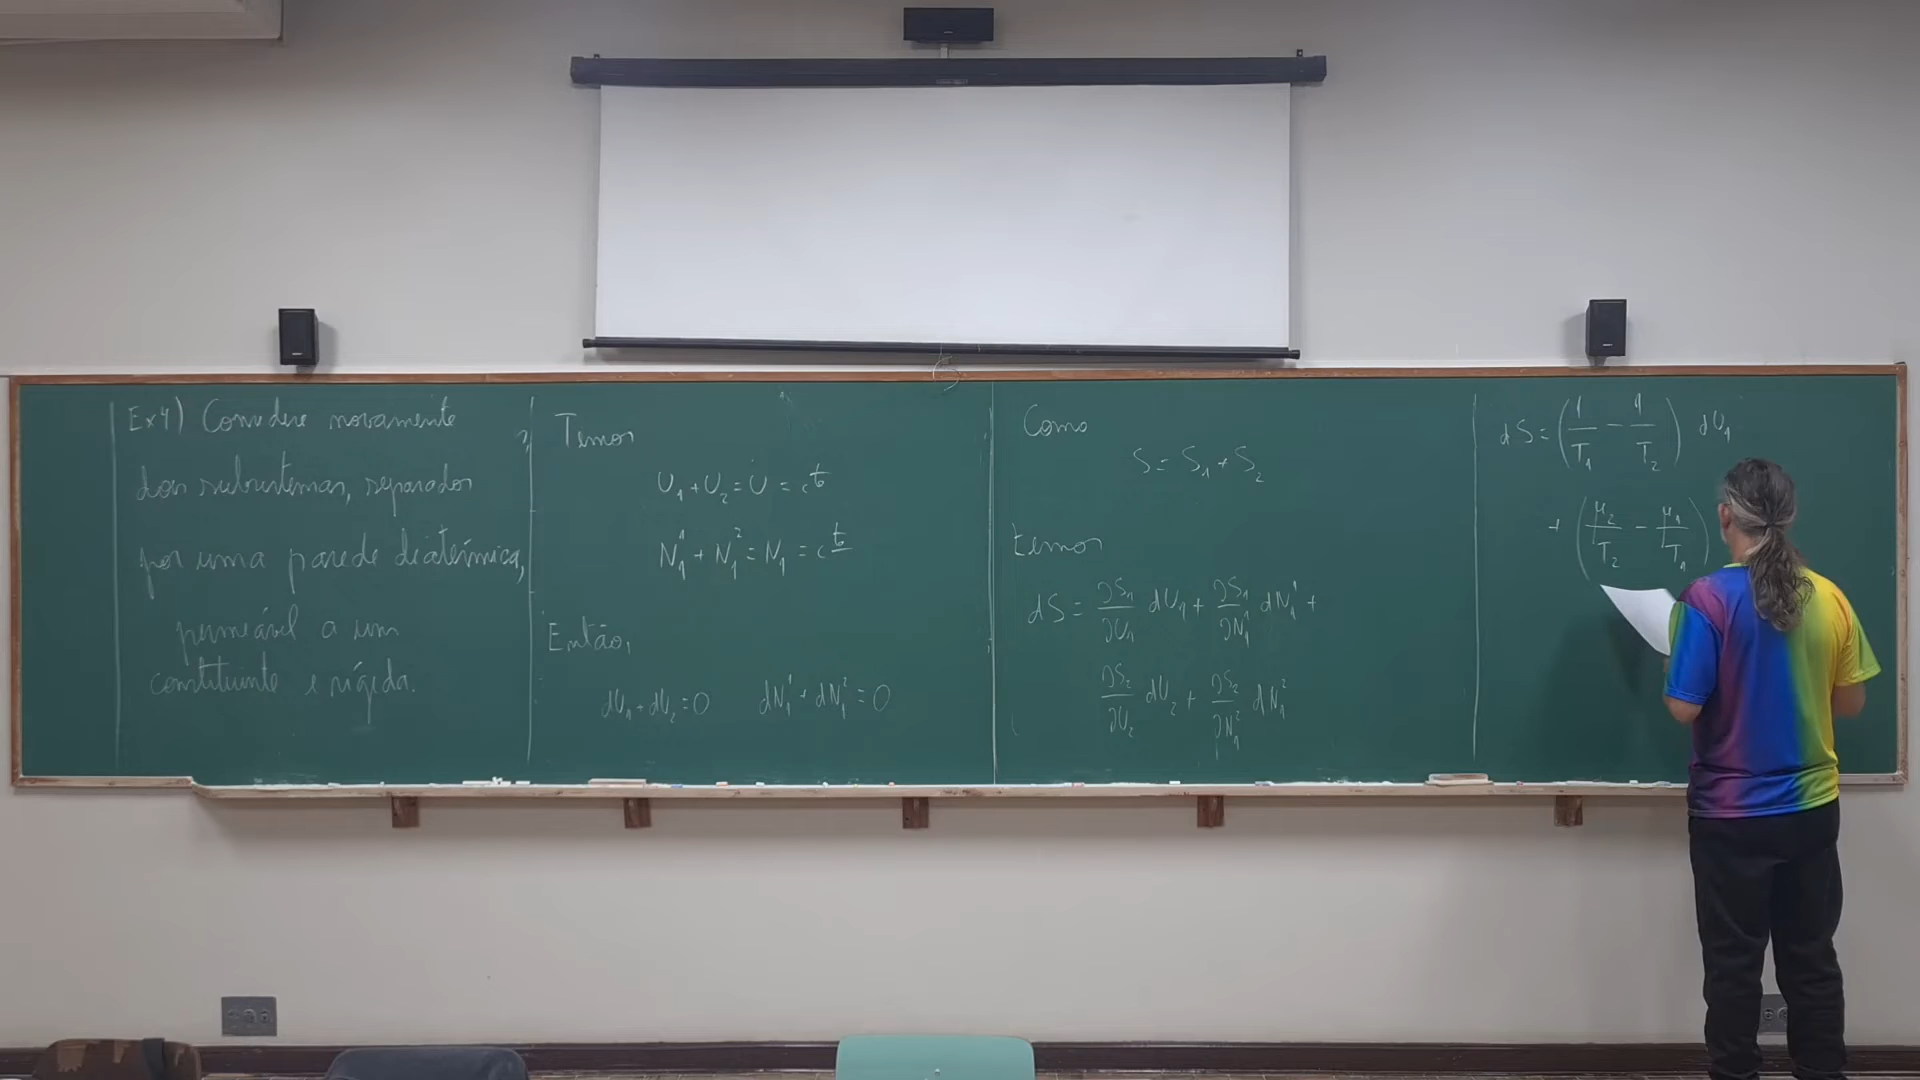 Ex 4) Considere novamente
dois subsistemas, separados
por uma parede diatérmica,
permeável a um
constituinte e rígida.
Temos
U₁ + U₂ = U = cte
N₁¹ + N₁² = N₁ = cte
Então,
dU₁ + dU₂ = 0 dN₁¹ + dN₁² = 0
Como
S = S₁ + S₂
temos
dS = ∂S₁/∂U₁ dU₁ + ∂S₁/∂N₁¹ dN₁¹ +
∂S₂/∂U₂ dU₂ + ∂S₂/∂N₁² dN₁²
dS = (1/T₁ − 1/T₂) dU₁
+ (μ₂/T₂ − μ₁/T₁)